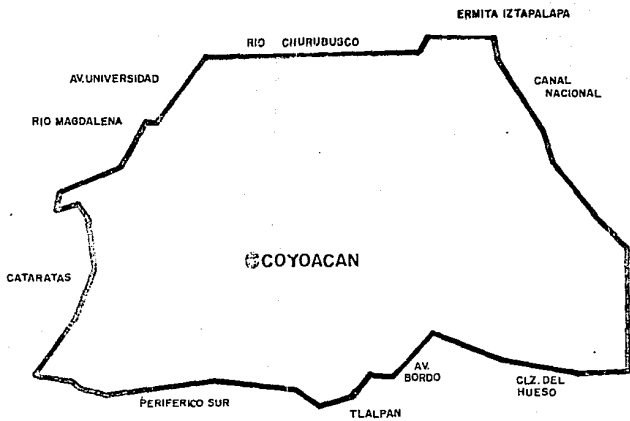 ERMITA IZTAPALAPA
RIO CHURUBUSCO
AV. UNIVERSIDAD
CANAL
NACIONAL
RIO MAGDALENA
COYOACAN
CATARATAS
AV.
BORDO
CLZ. DEL
HUESO
PERIFERICO SUR
TLALPAN